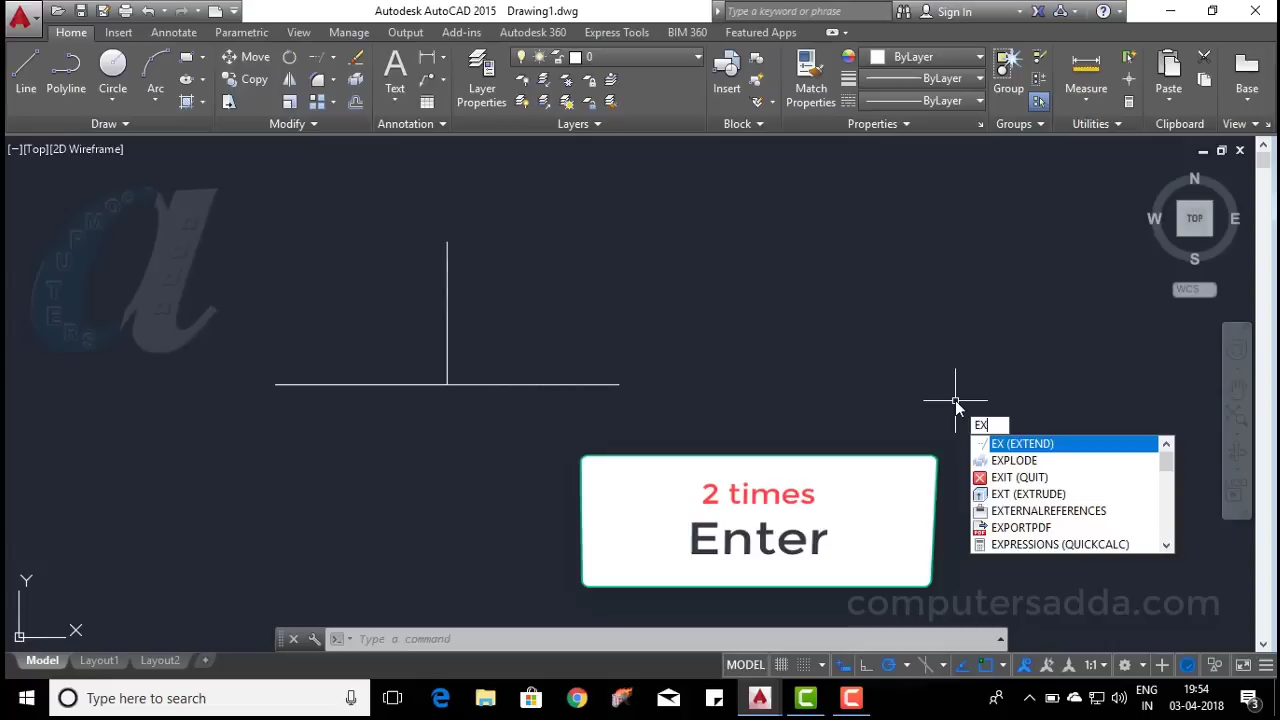 Autodesk AutoCAD 2015 Drawing1.dwg
Type a keyword or phrase
Sign In
Home Insert Annotate Parametric View Manage Output Add-ins Autodesk 360 Express Tools BIM 360 Featured Apps
Line
Polyline
Circle
Arc
Move
Copy
Text
Layer
Properties
0
Insert
Match
Properties
ByLayer
ByLayer
ByLayer
Group
Measure
Paste
Base
Draw
Modify
Annotation
Layers
Block
Properties
Groups
Utilities
Clipboard
View
[−][Top][2D Wireframe]
N
W
TOP
E
S
WCS
EX
EX (EXTEND)
EXPLODE
EXIT (QUIT)
EXT (EXTRUDE)
EXTERNALREFERENCES
EXPORTPDF
EXPRESSIONS (QUICKCALC)
2 times
Enter
computersadda.com
Y
X
Type a command
Model Layout1 Layout2 +
MODEL
1:1
Type here to search
ENG
IN
19:54
03-04-2018
3